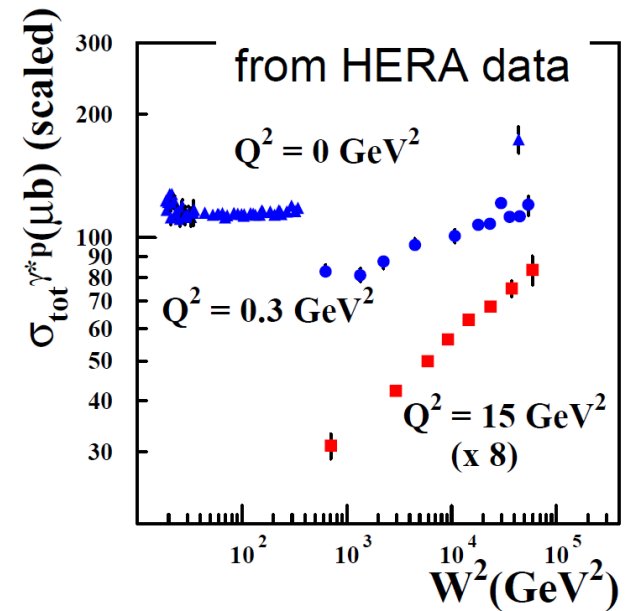 from HERA data
σtot γ*p(μb) (scaled)
300
200
100
90
80
70
60
50
40
30
Q² = 0 GeV²
Q² = 0.3 GeV²
Q² = 15 GeV²
(x 8)
10² 10³ 10⁴ 10⁵
W²(GeV²)